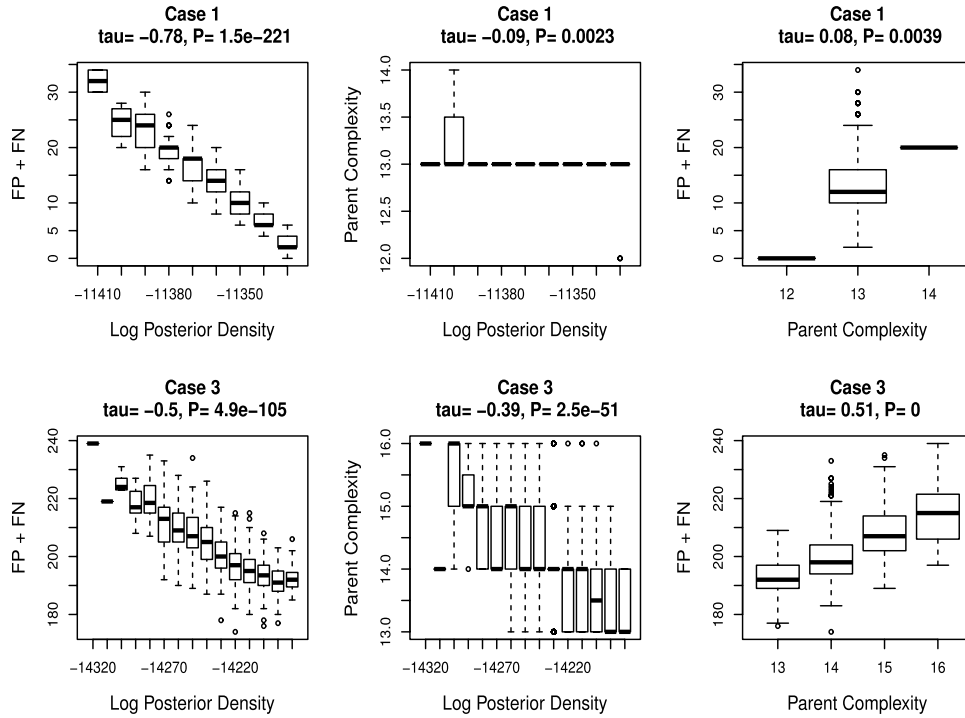 Case 1
tau= −0.78, P= 1.5e−221
FP + FN
0 5 10 20 30
−11410 −11380 −11350
Log Posterior Density
Case 1
tau= −0.09, P= 0.0023
Parent Complexity
12.0 12.5 13.0 13.5 14.0
−11410 −11380 −11350
Log Posterior Density
Case 1
tau= 0.08, P= 0.0039
FP + FN
0 5 10 20 30
12 13 14
Parent Complexity
Case 3
tau= −0.5, P= 4.9e−105
FP + FN
180 200 220 240
−14320 −14270 −14220
Log Posterior Density
Case 3
tau= −0.39, P= 2.5e−51
Parent Complexity
13.0 14.0 15.0 16.0
−14320 −14270 −14220
Log Posterior Density
Case 3
tau= 0.51, P= 0
FP + FN
180 200 220 240
13 14 15 16
Parent Complexity